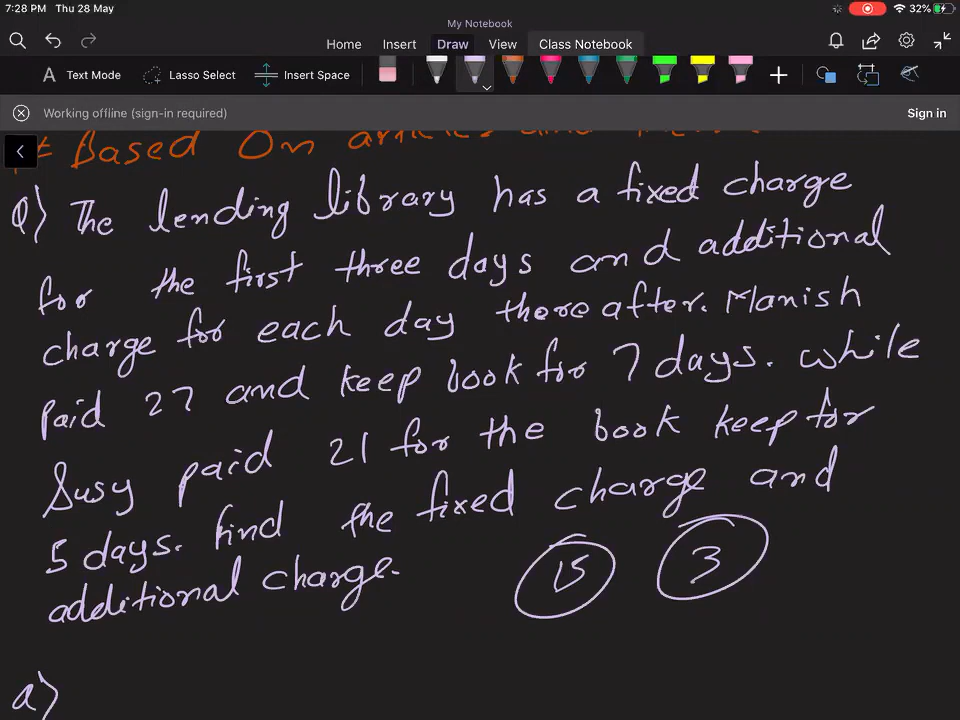 7:28 PM Thu 28 May
32%
My Notebook
Home Insert Draw View Class Notebook
Text Mode Lasso Select Insert Space
Working offline (sign-in required) Sign in
# Based On articles and
Q) The lending library has a fixed charge
for the first three days and additional
charge for each day thereafter. Manish
paid 27 and keep book for 7 days. while
Susy paid 21 for the book keep for
5 days. find the fixed charge and
additional charge. 15 3
a)